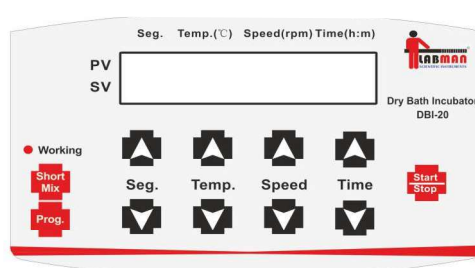 Seg. Temp.(℃) Speed(rpm) Time(h:m)
PV
SV
LABMAN
SCIENTIFIC INSTRUMENTS
Dry Bath Incubator
DBI-20
Working
Short
Mix
Prog.
Seg. Temp. Speed Time
Start
Stop